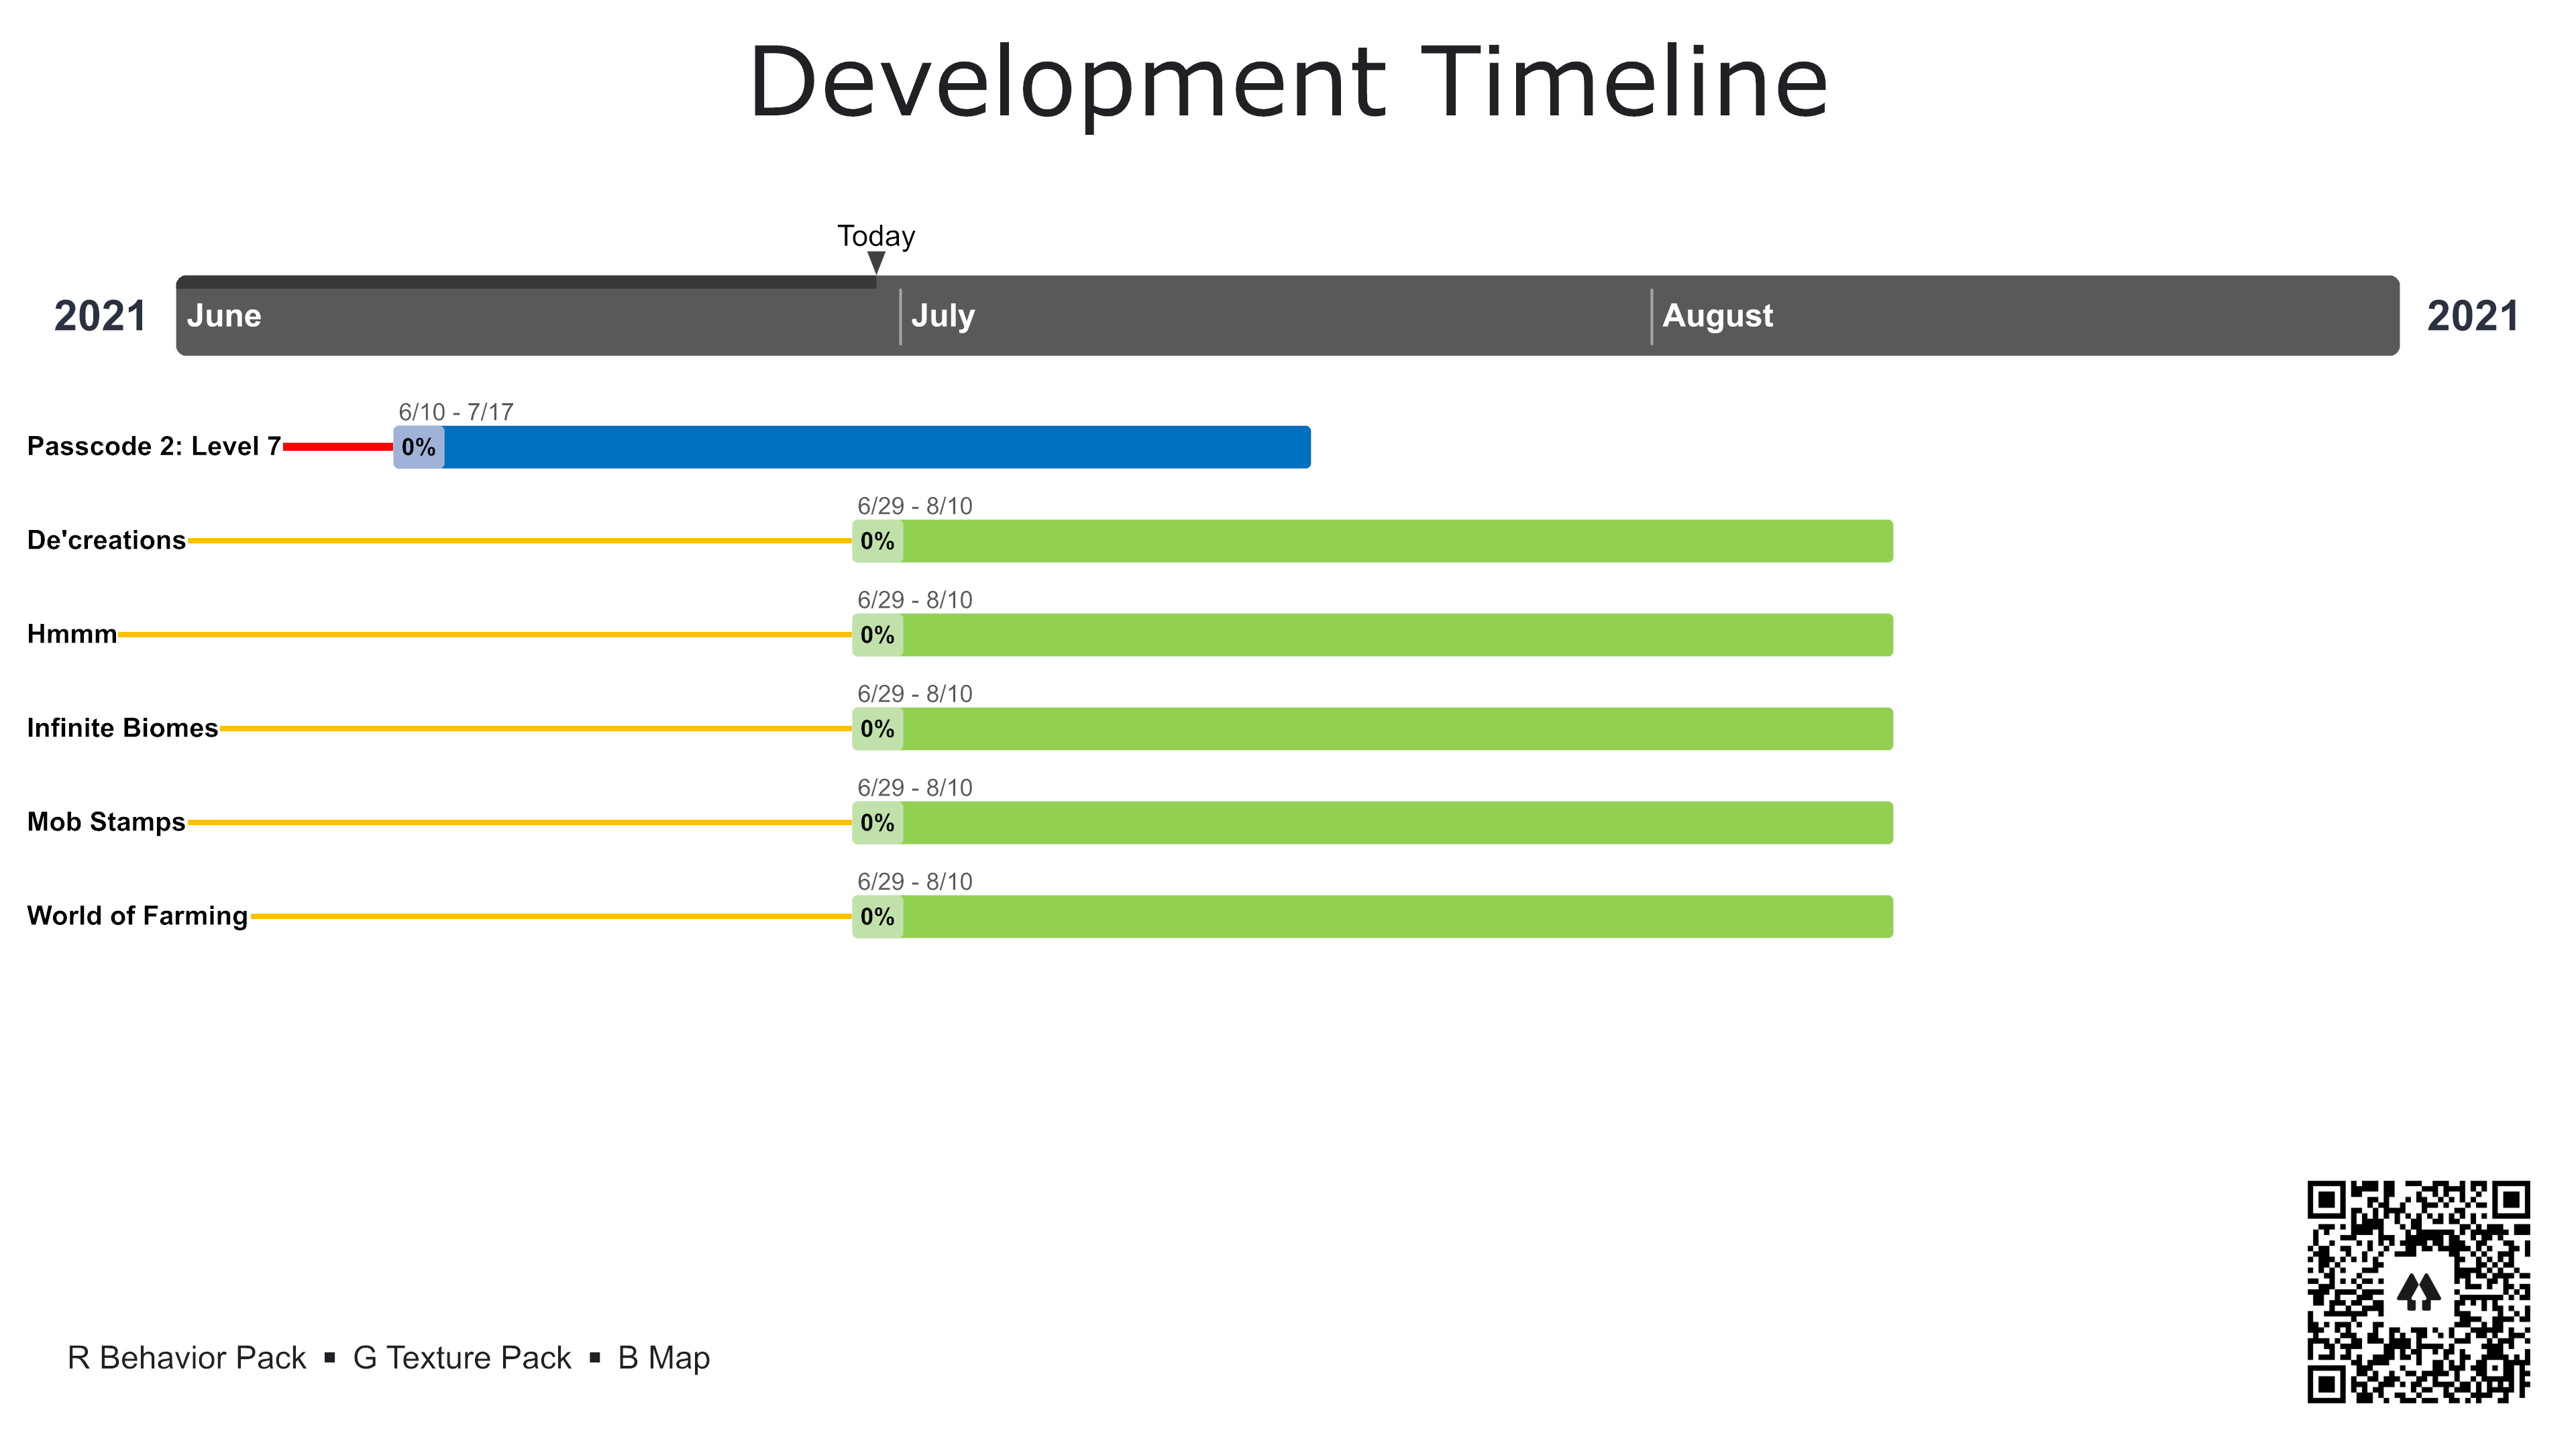 Development Timeline
Today
2021 June July August 2021
6/10 - 7/17
Passcode 2: Level 7 0%
6/29 - 8/10
De'creations 0%
6/29 - 8/10
Hmmm 0%
6/29 - 8/10
Infinite Biomes 0%
6/29 - 8/10
Mob Stamps 0%
6/29 - 8/10
World of Farming 0%
R Behavior Pack ▪ G Texture Pack ▪ B Map